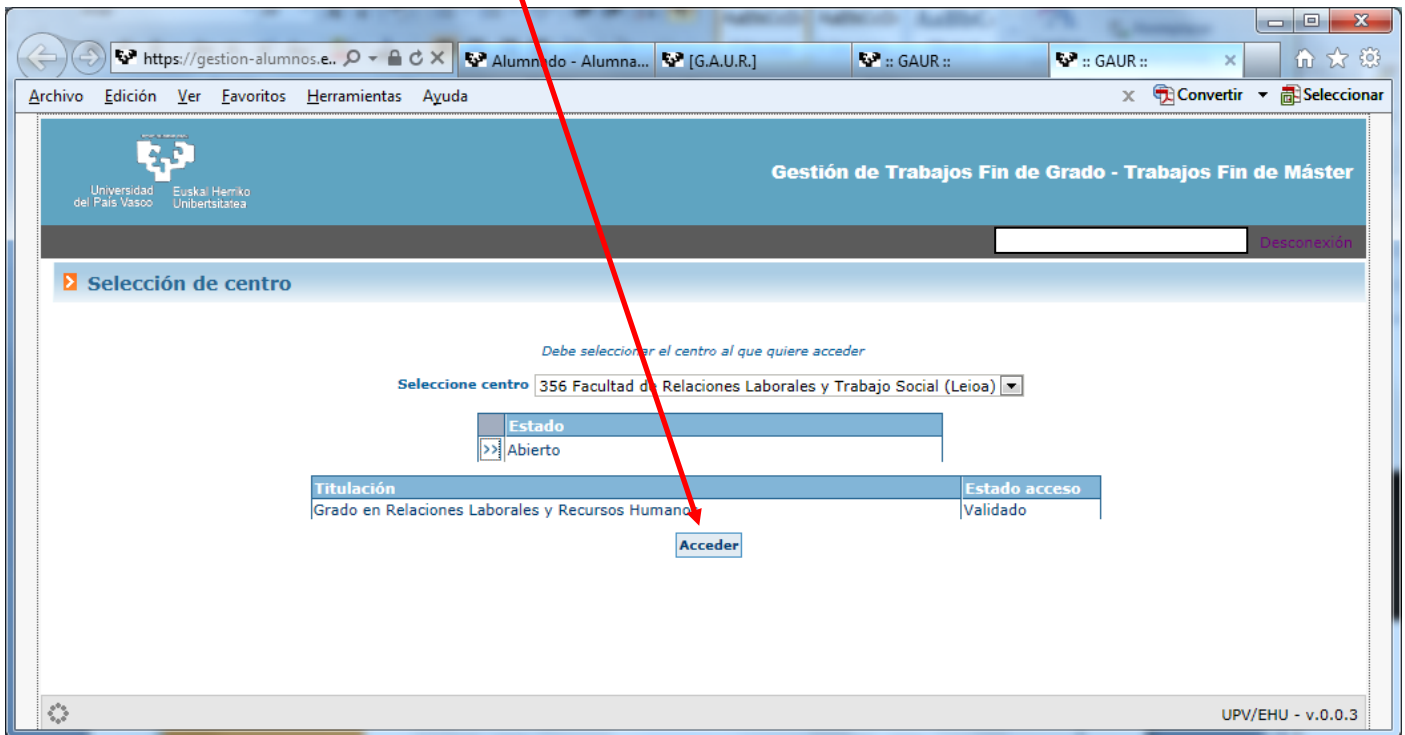 https://gestion-alumnos.e..
Alumnado - Alumna...
[G.A.U.R.]
:: GAUR ::
:: GAUR ::
Archivo Edición Ver Favoritos Herramientas Ayuda
Convertir Seleccionar
Universidad del País Vasco
Euskal Herriko Unibertsitatea
Gestión de Trabajos Fin de Grado - Trabajos Fin de Máster
Desconexión
Selección de centro
Debe seleccionar el centro al que quiere acceder
Seleccione centro 356 Facultad de Relaciones Laborales y Trabajo Social (Leioa)
Estado
>> Abierto
Titulación Estado acceso
Grado en Relaciones Laborales y Recursos Humanos Validado
Acceder
UPV/EHU - v.0.0.3